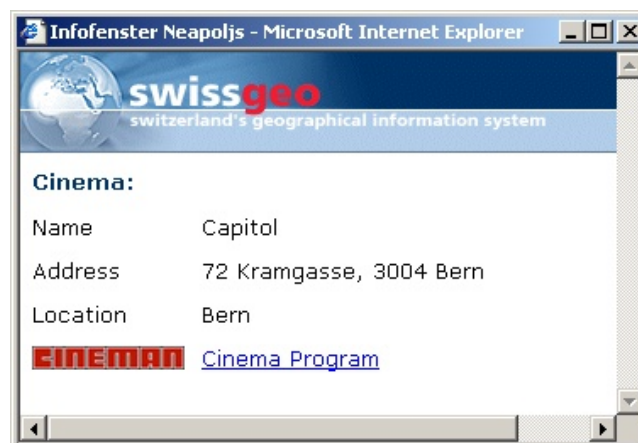 Infofenster Neapoljs - Microsoft Internet Explorer
swissgeo
switzerland's geographical information system
Cinema:
Name Capitol
Address 72 Kramgasse, 3004 Bern
Location Bern
CINEMAN Cinema Program